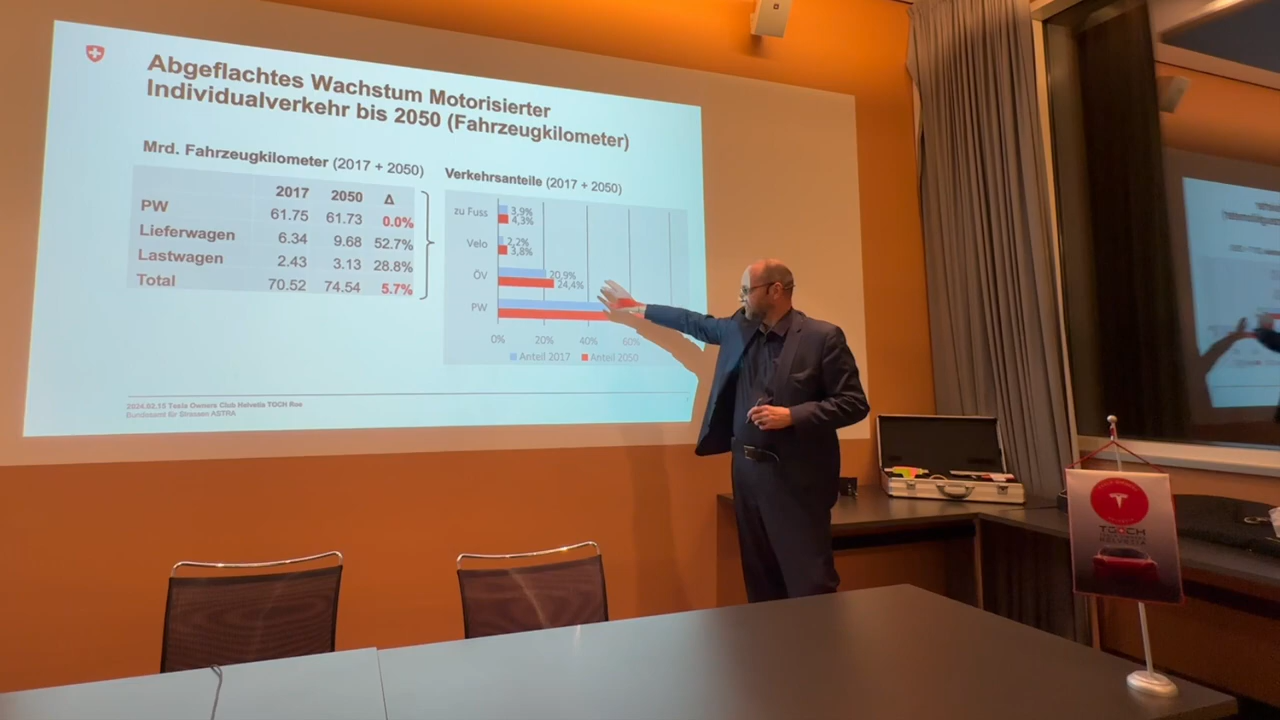 Abgeflachtes Wachstum Motorisierter
Individualverkehr bis 2050 (Fahrzeugkilometer)
Mrd. Fahrzeugkilometer (2017 + 2050)
2017 2050 Δ
PW 61.75 61.73 0.0%
Lieferwagen 6.34 9.68 52.7%
Lastwagen 2.43 3.13 28.8%
Total 70.52 74.54 5.7%
Verkehrsanteile (2017 + 2050)
zu Fuss 3,9%
4,3%
Velo 2,2%
3,8%
ÖV 20,9%
24,4%
PW
0% 20% 40% 60%
Anteil 2017 Anteil 2050
2024.02.15 Tesla Owners Club Helvetia TOCH Roe
Bundesamt für Strassen ASTRA
HELVETIA